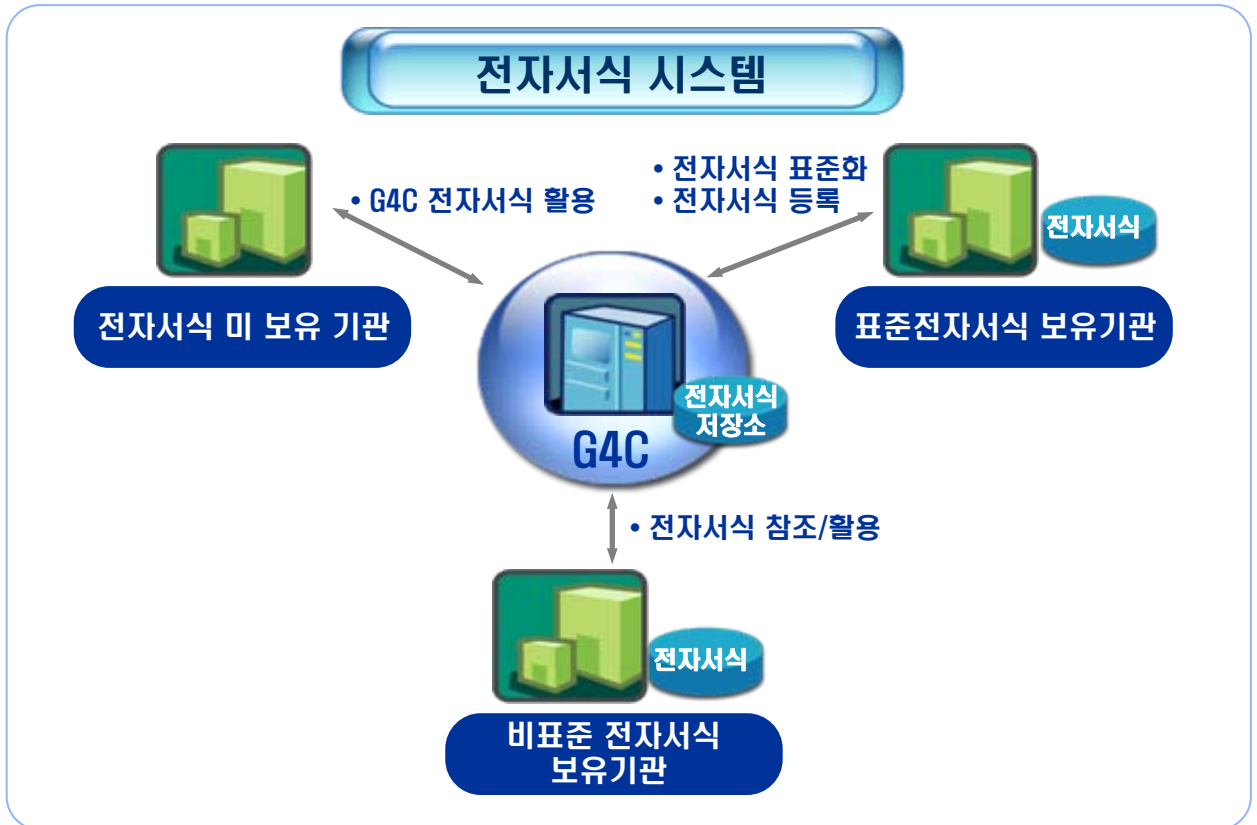 전자서식 시스템
• G4C 전자서식 활용
• 전자서식 표준화
• 전자서식 등록
전자서식
전자서식 미 보유 기관
표준전자서식 보유기관
전자서식
저장소
G4C
• 전자서식 참조/활용
전자서식
비표준 전자서식
보유기관